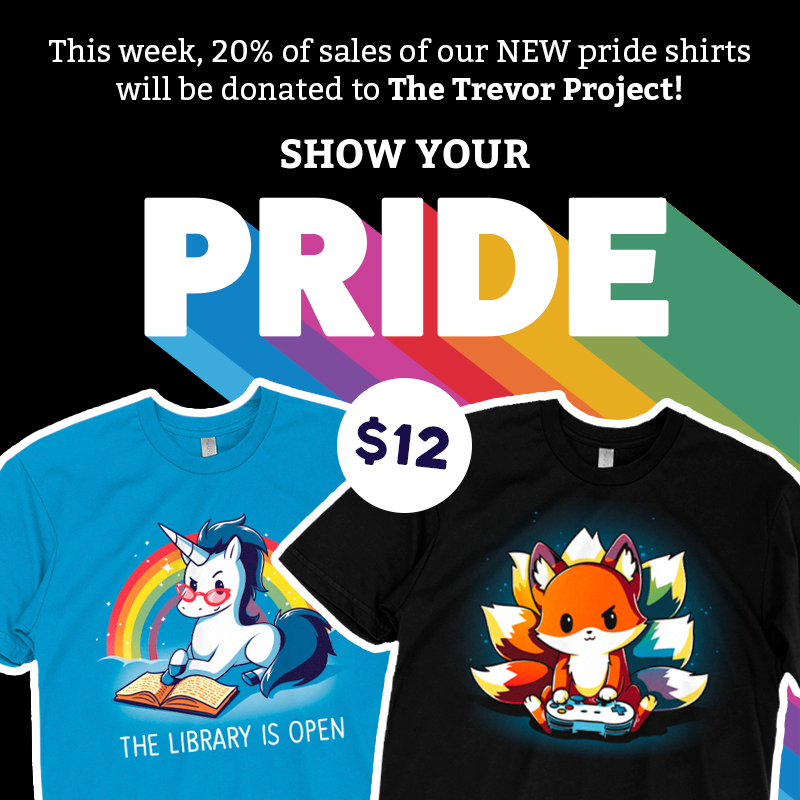 This week, 20% of sales of our NEW pride shirts
will be donated to The Trevor Project!
SHOW YOUR
PRIDE
$12
THE LIBRARY IS OPEN